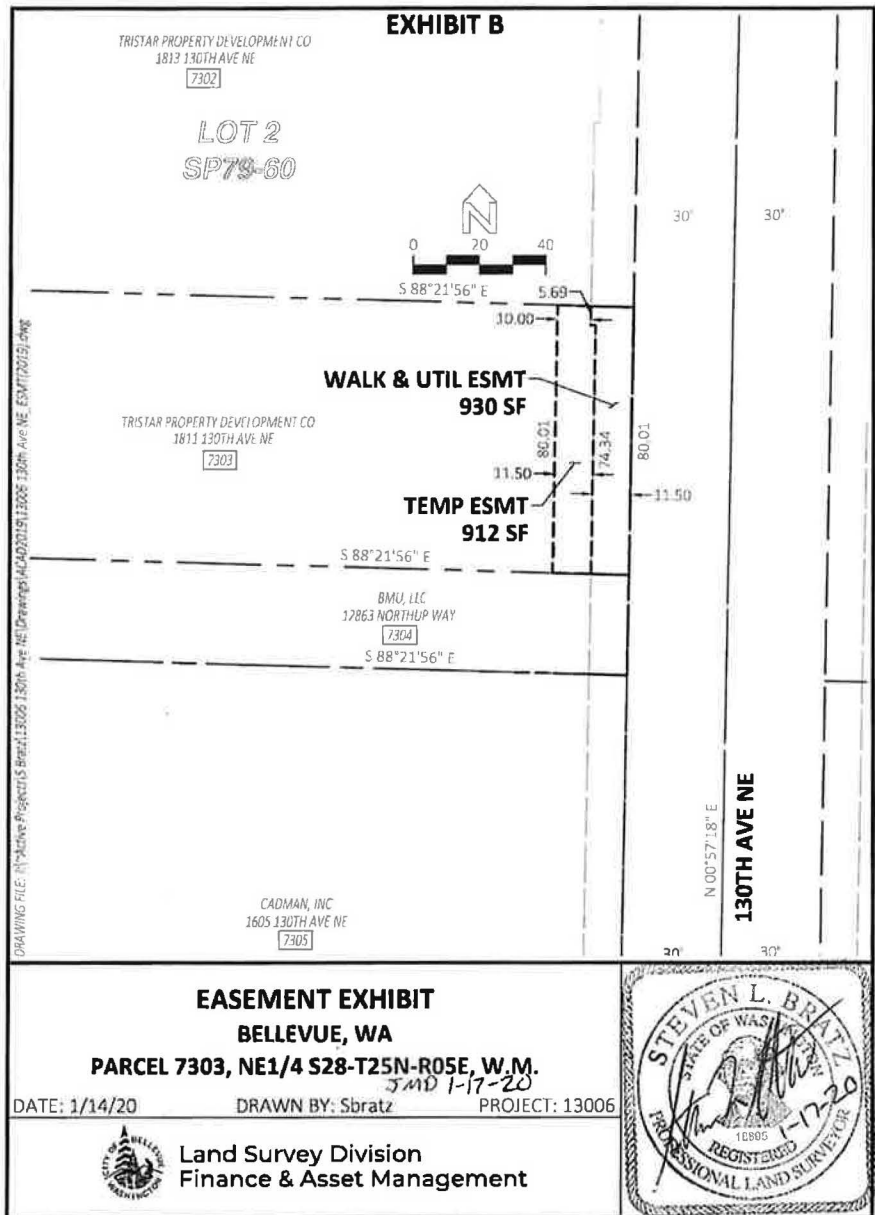 EXHIBIT B
TRISTAR PROPERTY DEVELOPMENT CO
1813 130TH AVE NE
7302
LOT 2
SP79-60
N
0 20 40
30' 30'
S 88°21'56" E
5.69
10.00
WALK & UTIL ESMT
930 SF
TRISTAR PROPERTY DEVELOPMENT CO
1811 130TH AVE NE
7303
80.01
74.34
80.01
11.50
11.50
TEMP ESMT
912 SF
S 88°21'56" E
BMU, LLC
12863 NORTHUP WAY
7304
S 88°21'56" E
N 00°57'18" E
130TH AVE NE
CADMAN, INC
1605 130TH AVE NE
7305
30' 30'
EASEMENT EXHIBIT
BELLEVUE, WA
PARCEL 7303, NE1/4 S28-T25N-R05E, W.M.
JMD 1-17-20
DATE: 1/14/20 DRAWN BY: Sbratz PROJECT: 13006
CITY OF BELLEVUE
WASHINGTON
Land Survey Division
Finance & Asset Management
STEVEN L. BRATZ
STATE OF WASHINGTON
1-17-20
REGISTERED
PROFESSIONAL LAND SURVEYOR